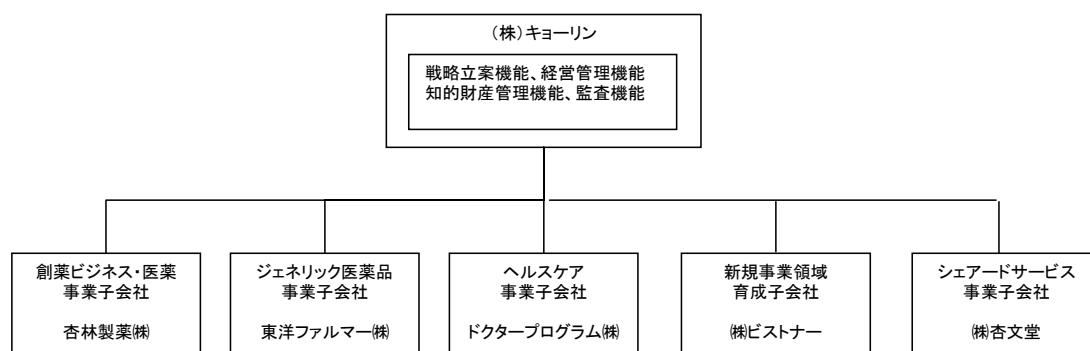 （株）キョーリン
戦略立案機能、経営管理機能
知的財産管理機能、監査機能
創薬ビジネス・医薬
事業子会社
杏林製薬㈱
ジェネリック医薬品
事業子会社
東洋ファルマー㈱
ヘルスケア
事業子会社
ドクタープログラム㈱
新規事業領域
育成子会社
㈱ビストナー
シェアードサービス
事業子会社
㈱杏文堂